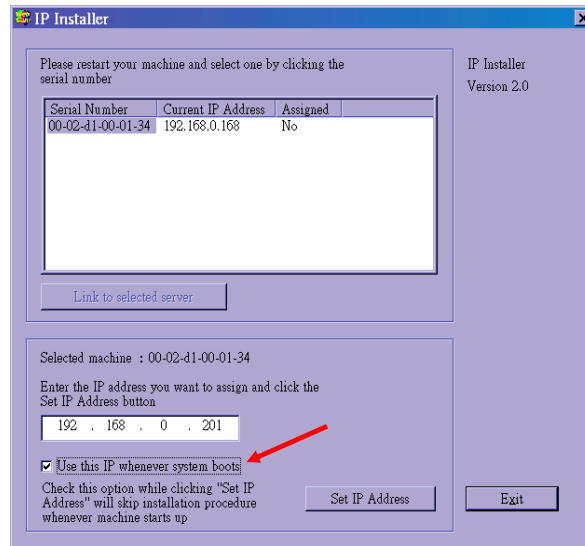 IP Installer
Please restart your machine and select one by clicking the
serial number
IP Installer
Version 2.0
Serial Number Current IP Address Assigned
00-02-d1-00-01-34 192.168.0.168 No
Link to selected server
Selected machine : 00-02-d1-00-01-34
Enter the IP address you want to assign and click the
Set IP Address button
192 . 168 . 0 . 201
Use this IP whenever system boots
Check this option while clicking "Set IP
Address" will skip installation procedure
whenever machine starts up
Set IP Address
Exit